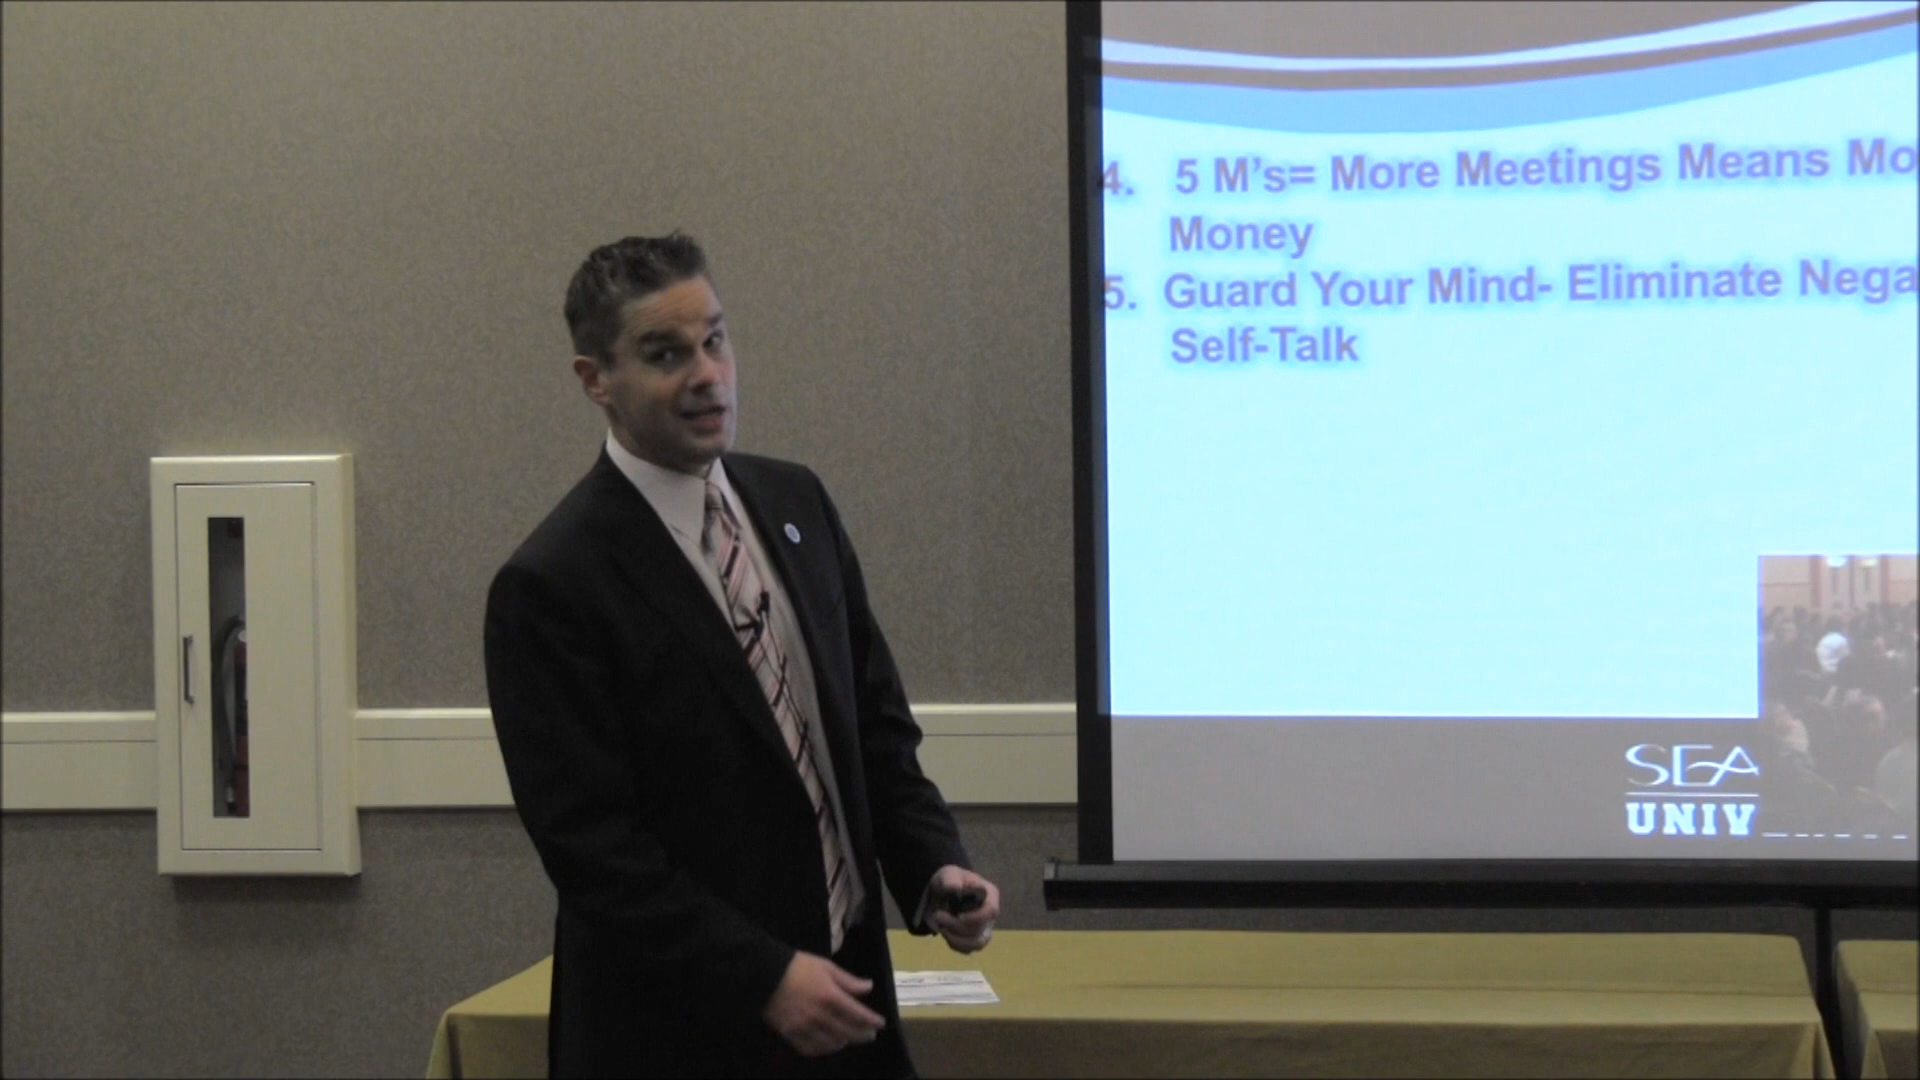 4. 5 M's= More Meetings Means Mo
Money
5. Guard Your Mind- Eliminate Nega
Self-Talk
SEA
UNIV